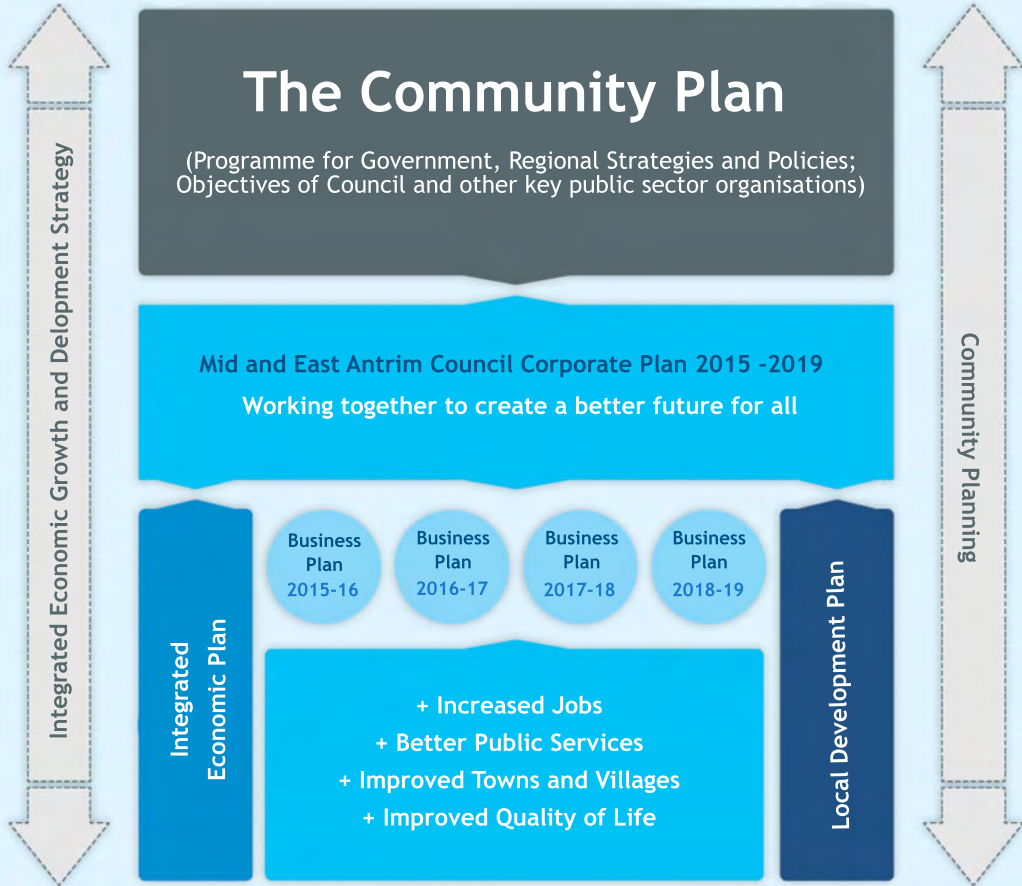 The Community Plan
(Programme for Government, Regional Strategies and Policies;
Objectives of Council and other key public sector organisations)
Integrated Economic Growth and Delopment Strategy
Mid and East Antrim Council Corporate Plan 2015 -2019
Working together to create a better future for all
Community Planning
Integrated
Economic Plan
Business
Plan
2015-16
Business
Plan
2016-17
Business
Plan
2017-18
Business
Plan
2018-19
Local Development Plan
+ Increased Jobs
+ Better Public Services
+ Improved Towns and Villages
+ Improved Quality of Life